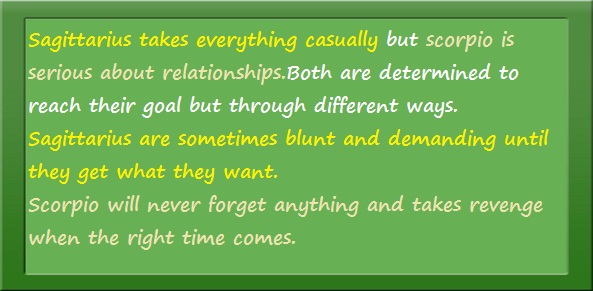 Sagittarius takes everything casually but scorpio is
serious about relationships.Both are determined to
reach their goal but through different ways.
Sagittarius are sometimes blunt and demanding until
they get what they want.
Scorpio will never forget anything and takes revenge
when the right time comes.